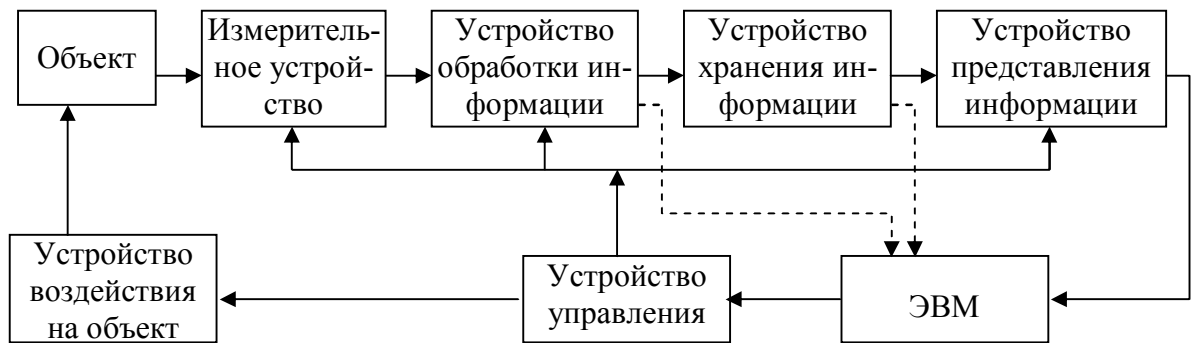 Объект
Измеритель-
ное устрой-
ство
Устройство
обработки ин-
формации
Устройство
хранения ин-
формации
Устройство
представления
информации
Устройство
воздействия
на объект
Устройство
управления
ЭВМ